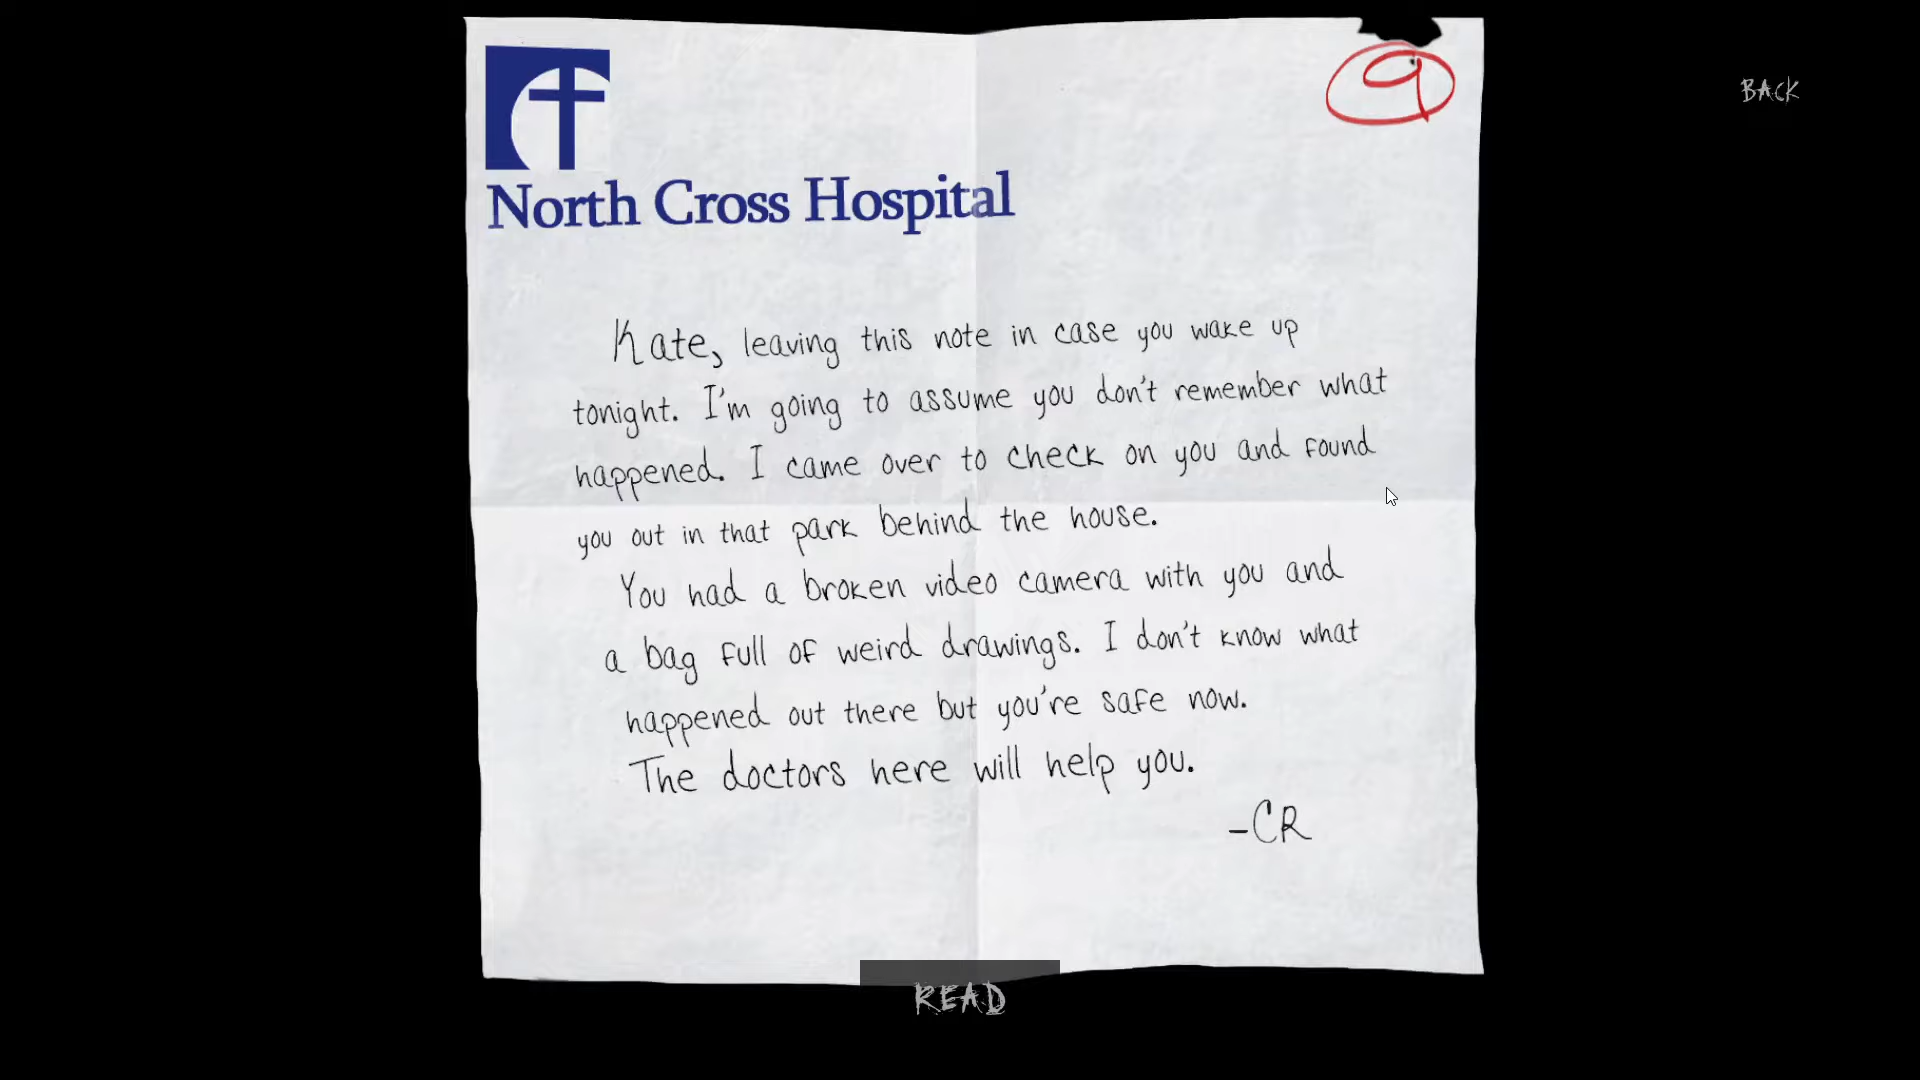 9
BACK
North Cross Hospital
Kate, leaving this note in case you wake up
tonight. I'm going to assume you don't remember what
happened. I came over to check on you and found
you out in that park behind the house.
You had a broken video camera with you and
a bag full of weird drawings. I don't know what
happened out there but you're safe now.
The doctors here will help you.
-CR
READ